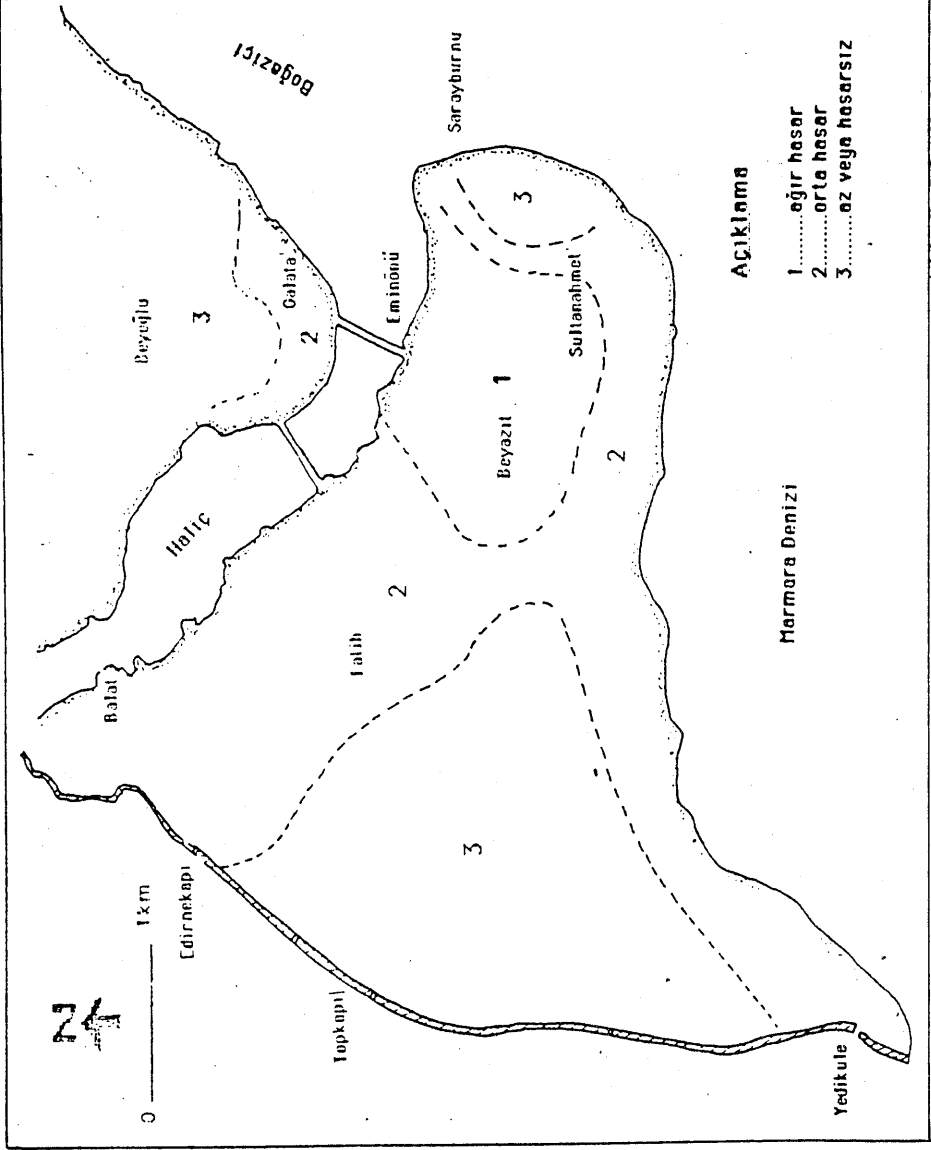 24
0 1 km
Boğaziçi
Sarayburnu
Beyoğlu
3
Galata
2
Eminönü
Haliç
Balat
Fatih
2
Beyazıt
1
Sultanahmet
3
2
Edirnekapı
Topkapı
3
Yedikule
Marmara Denizi
Açıklama
1.........ağır hasar
2........orta hasar
3........az veya hasarsız